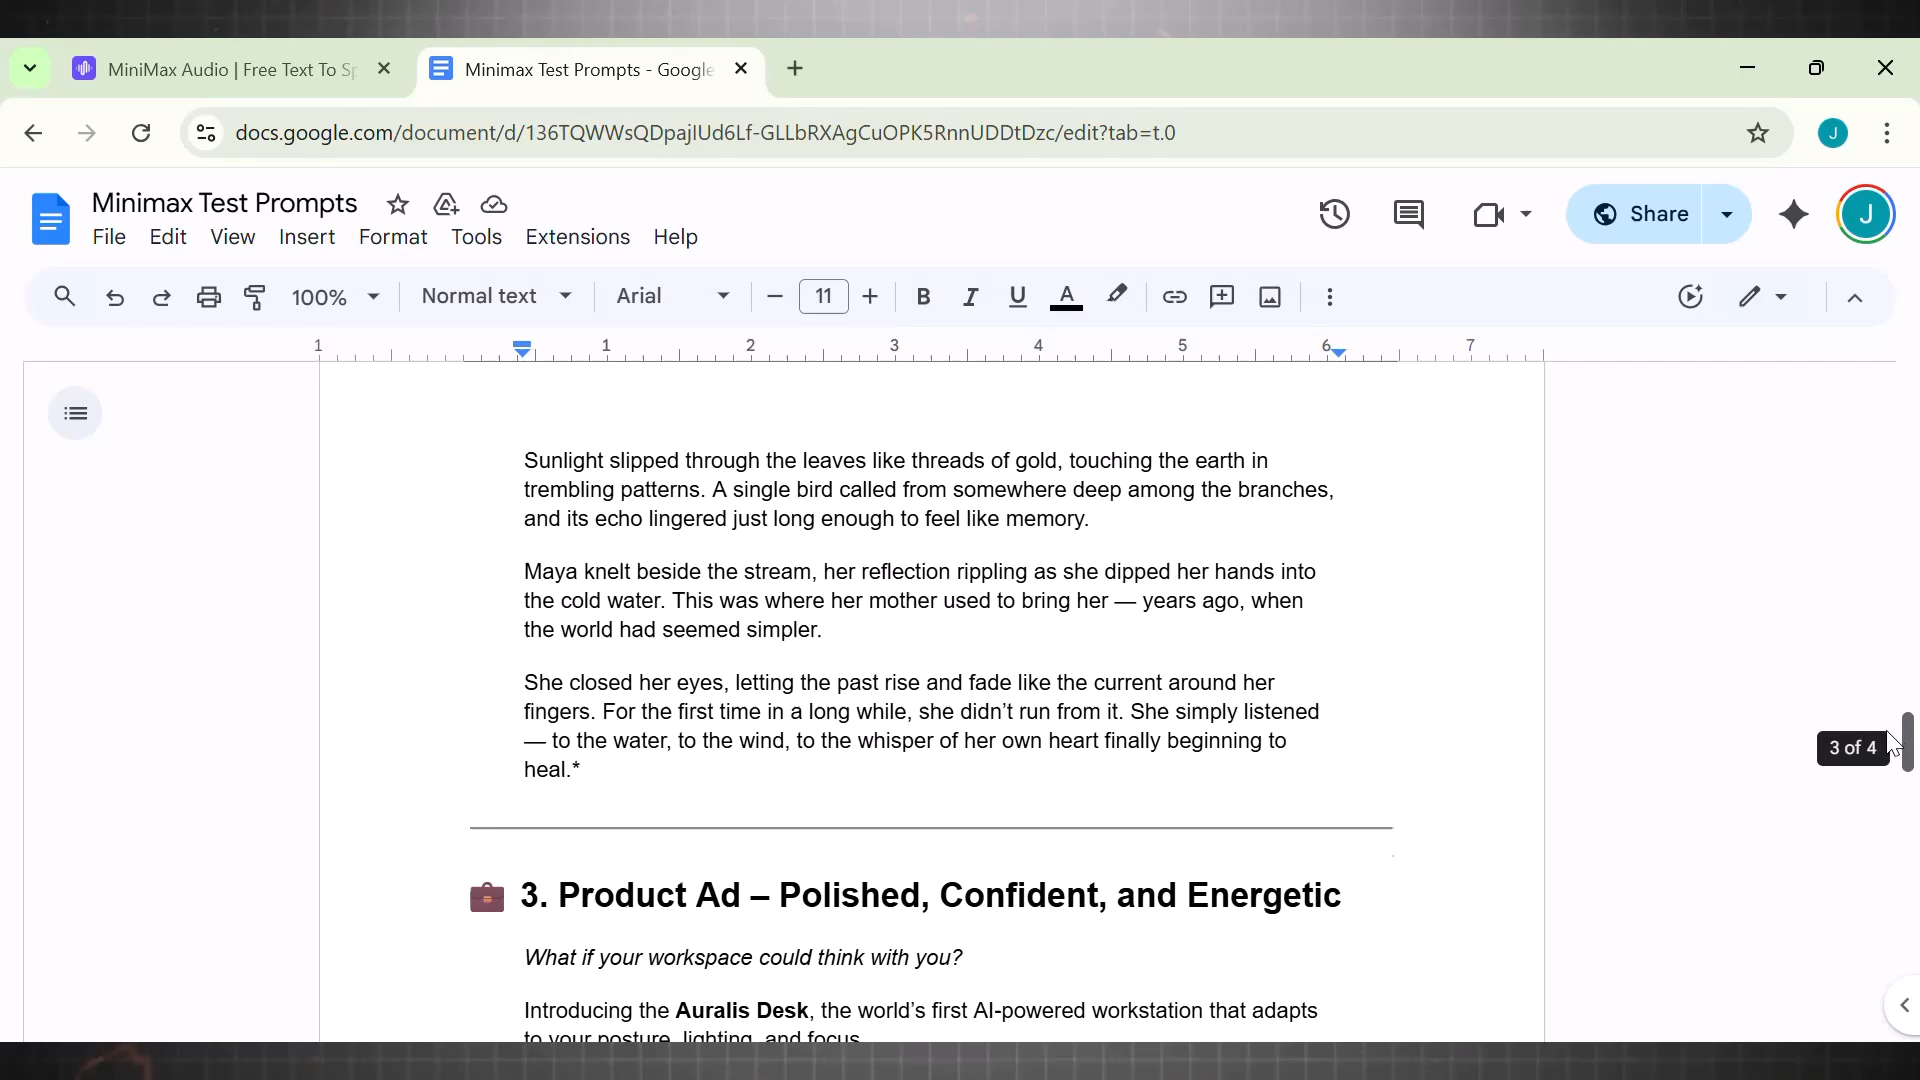 MiniMax Audio | Free Text To Sp
Minimax Test Prompts - Google
docs.google.com/document/d/136TQWWsQDpajIUd6Lf-GLLbRXAgCuOPK5RnnUDDtDzc/edit?tab=t.0
J
Minimax Test Prompts
Share
J
File Edit View Insert Format Tools Extensions Help
100% Normal text Arial 11 B I U A
1 1 2 3 4 5 6 7
Sunlight slipped through the leaves like threads of gold, touching the earth in
trembling patterns. A single bird called from somewhere deep among the branches,
and its echo lingered just long enough to feel like memory.
Maya knelt beside the stream, her reflection rippling as she dipped her hands into
the cold water. This was where her mother used to bring her — years ago, when
the world had seemed simpler.
She closed her eyes, letting the past rise and fade like the current around her
fingers. For the first time in a long while, she didn’t run from it. She simply listened
— to the water, to the wind, to the whisper of her own heart finally beginning to
heal.*
3 of 4
3. Product Ad – Polished, Confident, and Energetic
What if your workspace could think with you?
Introducing the Auralis Desk, the world’s first AI-powered workstation that adapts
to your posture, lighting, and focus.